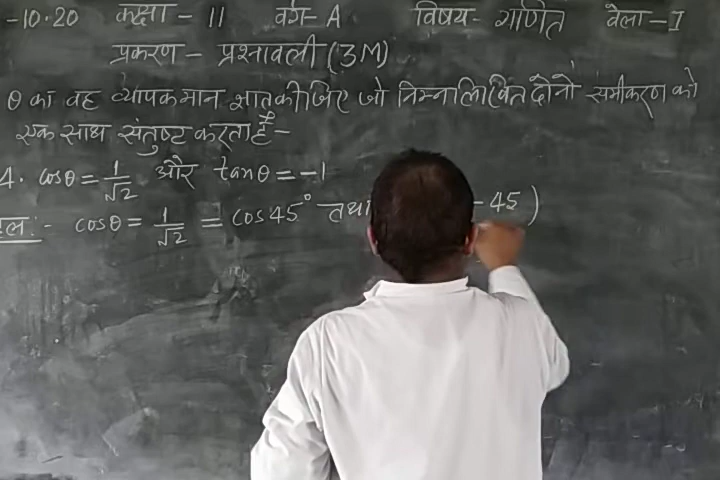 -10.20 कक्षा - 11 वर्ग- A विषय- गणित वेला - I
प्रकरण - प्रश्नावली (3M)
θ का वह व्यापक मान ज्ञात कीजिए जो निम्नलिखित दोनों समीकरण को
एक साथ संतुष्ट करता है -
4. cosθ = 1/√2 और tanθ = -1
हल:- cosθ = 1/√2 = cos45° तथा -45)